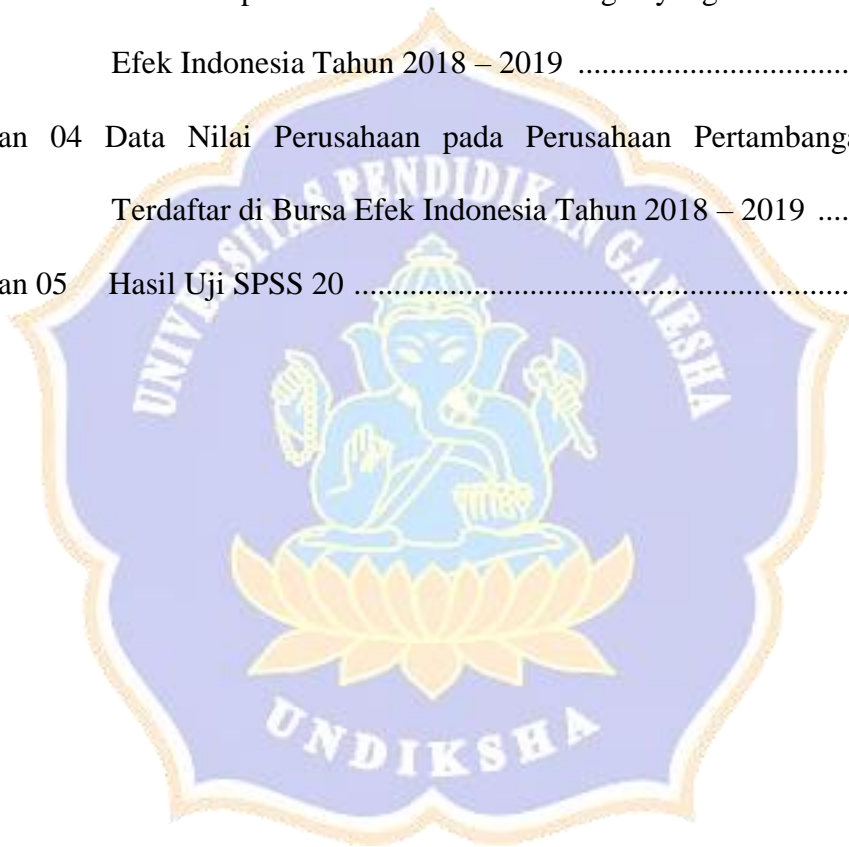 Efek Indonesia Tahun 2018 – 2019 ..................................
an 04 Data Nilai Perusahaan pada Perusahaan Pertambanga
Terdaftar di Bursa Efek Indonesia Tahun 2018 – 2019 ....
an 05 Hasil Uji SPSS 20 ..............................................................
UNIVERSITAS PENDIDIKAN GANESHA
UNDIKSHA